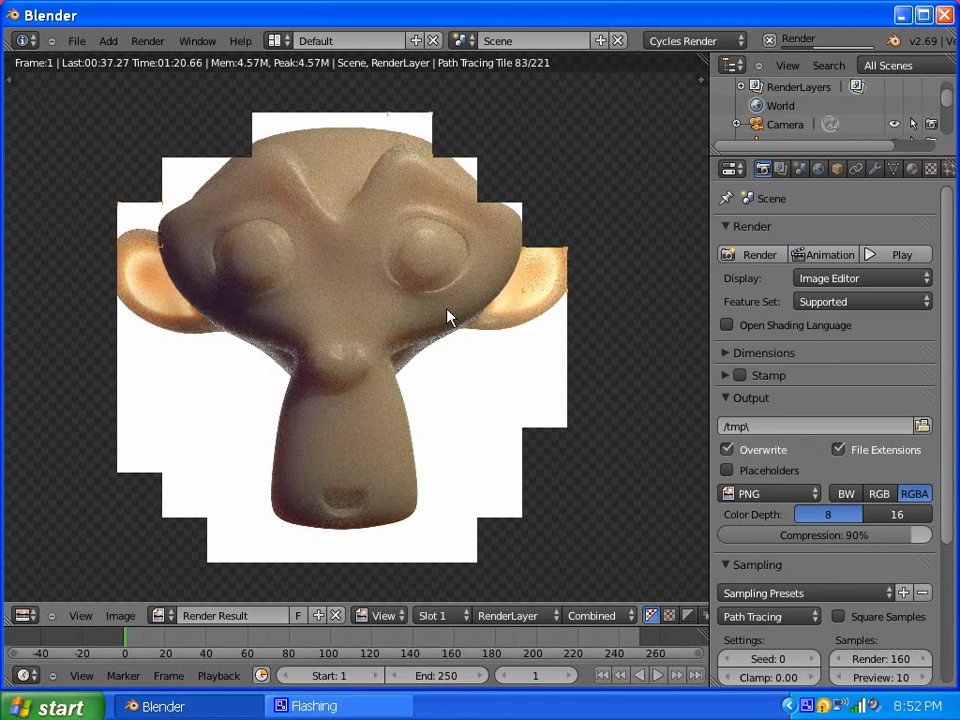 Blender
File Add Render Window Help Default Scene Cycles Render Render v2.69
Frame:1 | Last:00:37.27 Time:01:20.66 | Mem:4.57M, Peak:4.57M | Scene, RenderLayer | Path Tracing Tile 83/221
View Search All Scenes
RenderLayers
World
Camera
Scene
Render
Render Animation Play
Display: Image Editor
Feature Set: Supported
Open Shading Language
Dimensions
Stamp
Output
/tmp\
Overwrite File Extensions
Placeholders
PNG BW RGB RGBA
Color Depth: 8 16
Compression: 90%
Sampling
Sampling Presets
Path Tracing Square Samples
Settings: Samples:
Seed: 0 Render: 160
Clamp: 0.00 Preview: 10
View Image Render Result F View Slot 1 RenderLayer Combined
-40 -20 0 20 40 60 80 100 120 140 160 180 200 220 240 260
View Marker Frame Playback Start: 1 End: 250 1
start Blender Flashing 8:52 PM